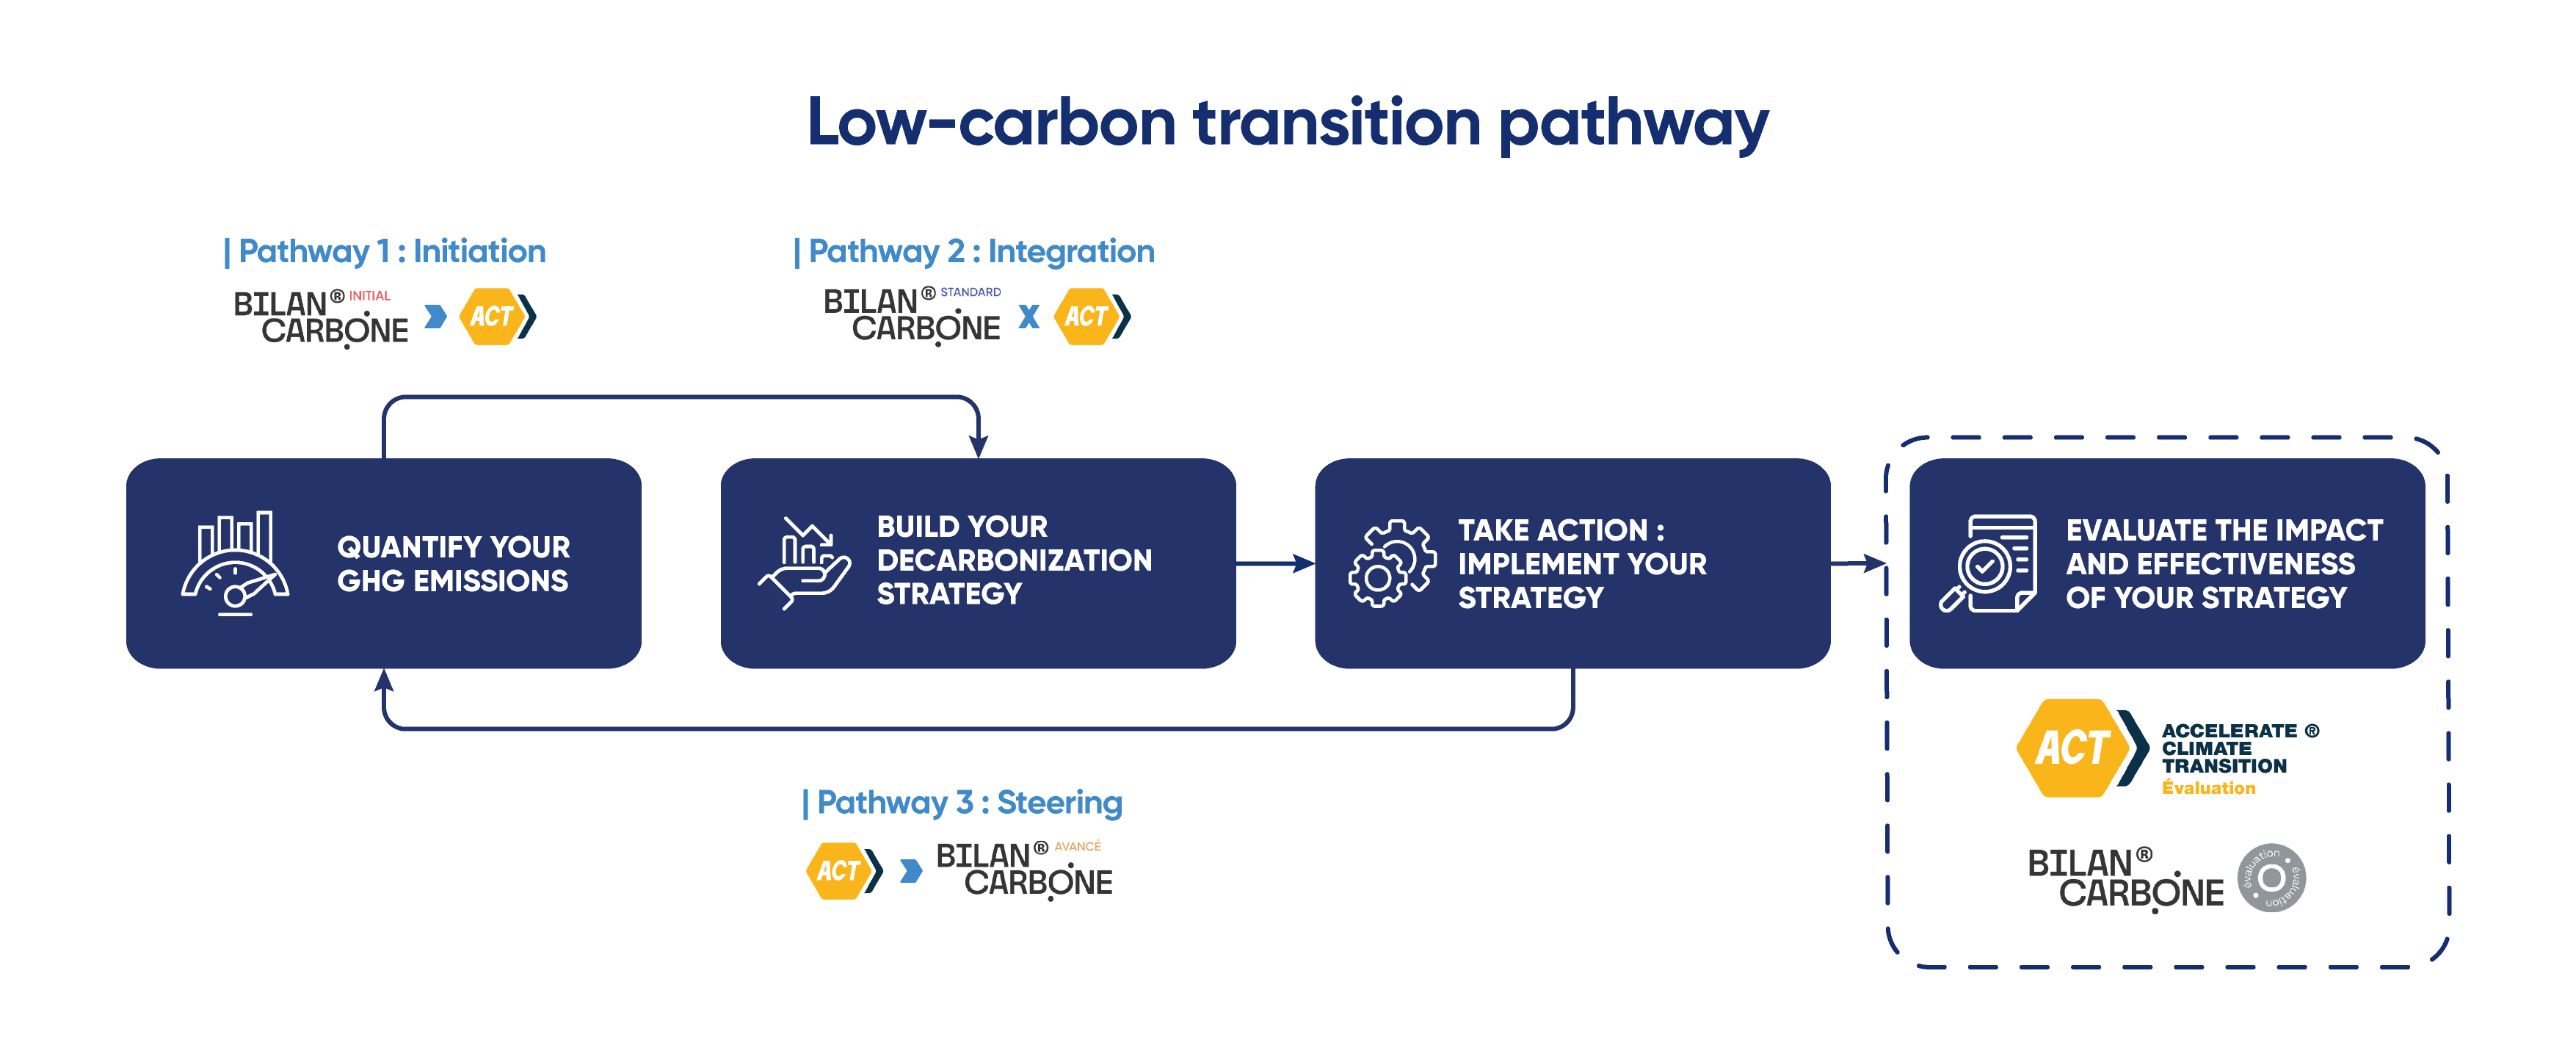 Low-carbon transition pathway
| Pathway 1 : Initiation
BILAN® INITIAL
CARBONE
ACT
| Pathway 2 : Integration
BILAN® STANDARD
CARBONE
X
ACT
QUANTIFY YOUR
GHG EMISSIONS
BUILD YOUR
DECARBONIZATION
STRATEGY
TAKE ACTION :
IMPLEMENT YOUR
STRATEGY
EVALUATE THE IMPACT
AND EFFECTIVENESS
OF YOUR STRATEGY
| Pathway 3 : Steering
ACT
BILAN® AVANCÉ
CARBONE
ACT
ACCELERATE ®
CLIMATE
TRANSITION
Évaluation
BILAN®
CARBONE
évaluation • évaluation • évaluation •